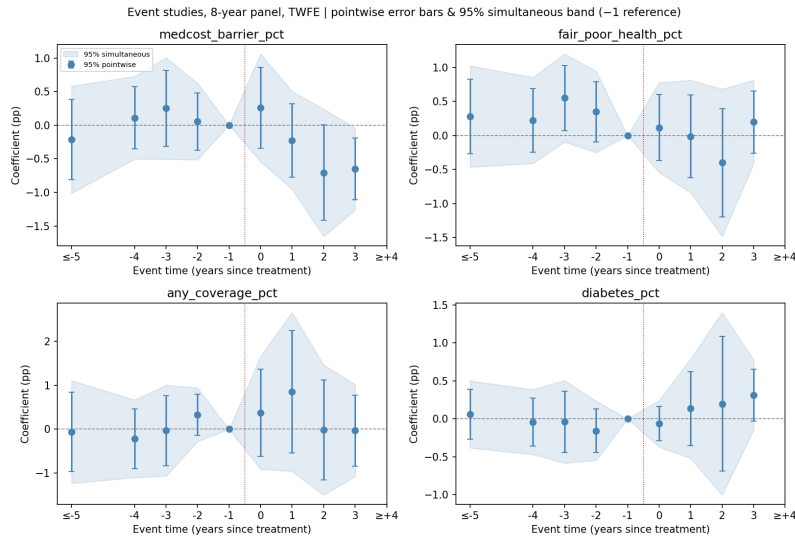 Event studies, 8-year panel, TWFE | pointwise error bars & 95% simultaneous band (−1 reference)
medcost_barrier_pct
95% simultaneous
95% pointwise
Coefficient (pp)
1.0
0.5
0.0
−0.5
−1.0
−1.5
≤-5 -4 -3 -2 -1 0 1 2 3 ≥+4
Event time (years since treatment)
fair_poor_health_pct
Coefficient (pp)
1.0
0.5
0.0
−0.5
−1.0
−1.5
≤-5 -4 -3 -2 -1 0 1 2 3 ≥+4
Event time (years since treatment)
any_coverage_pct
Coefficient (pp)
2
1
0
−1
≤-5 -4 -3 -2 -1 0 1 2 3 ≥+4
Event time (years since treatment)
diabetes_pct
Coefficient (pp)
1.5
1.0
0.5
0.0
−0.5
−1.0
≤-5 -4 -3 -2 -1 0 1 2 3 ≥+4
Event time (years since treatment)